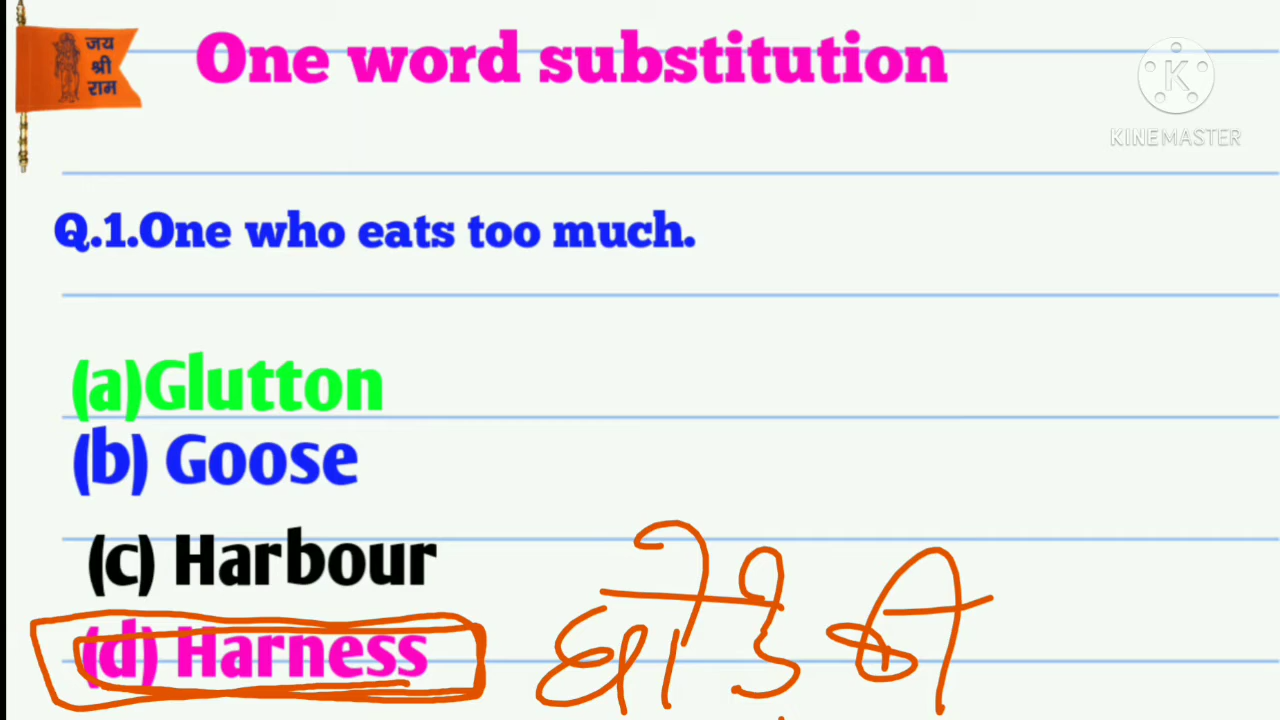 जय
श्री
राम
One word substitution
KINEMASTER
Q.1.One who eats too much.
(a)Glutton
(b) Goose
(c) Harbour
(d) Harness
घोड़े की